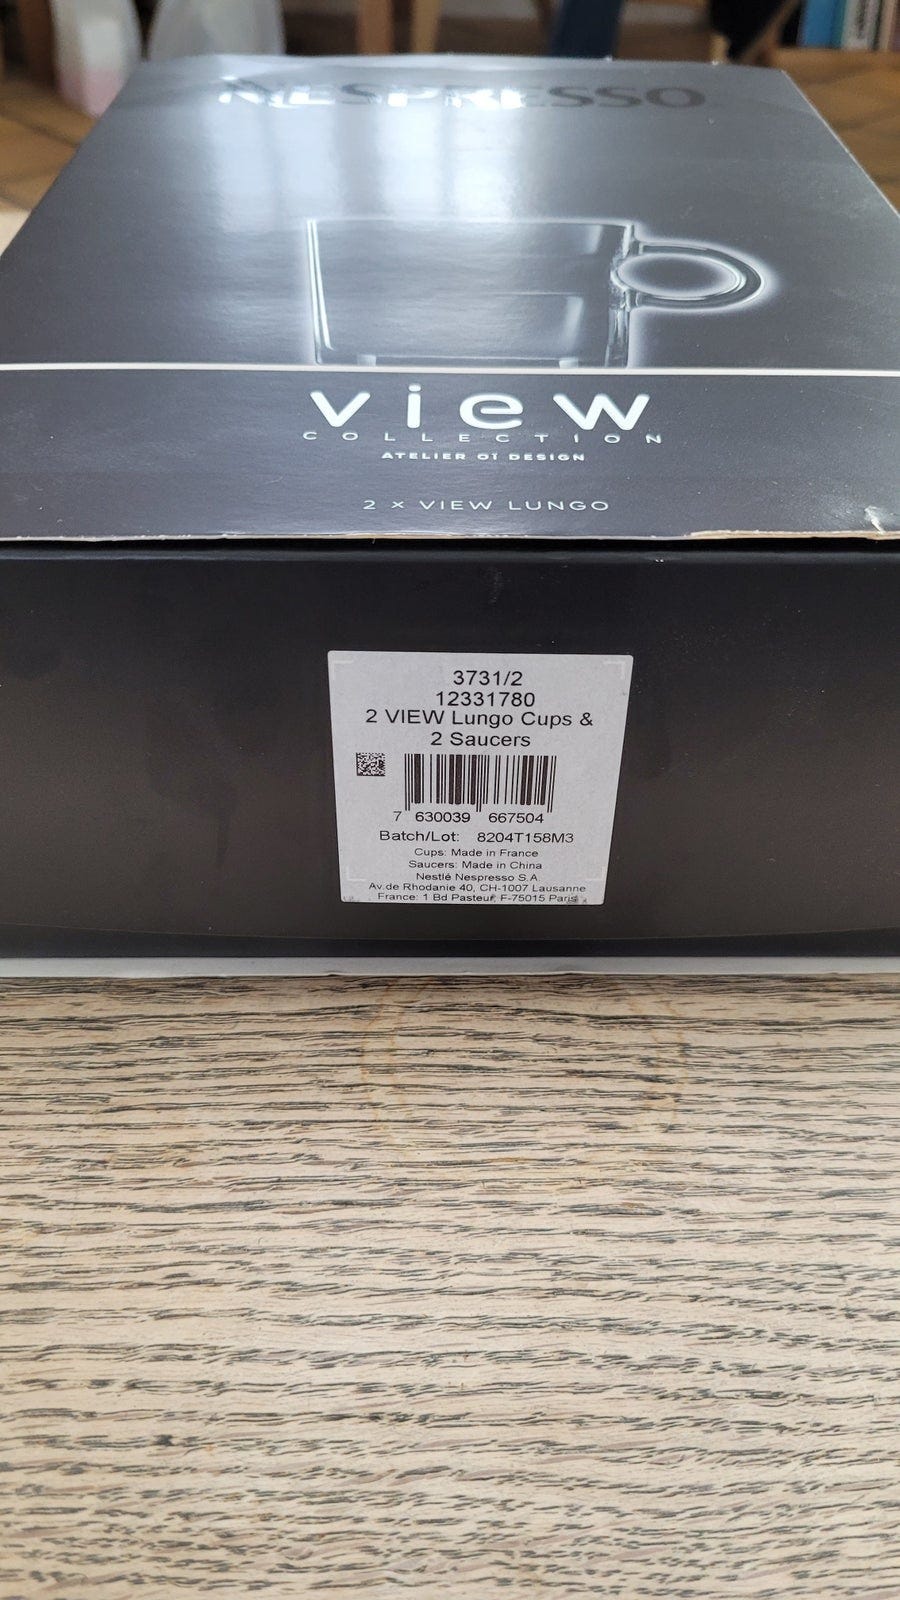 NESPRESSO
view
COLLECTION
ATELIER OÏ DESIGN
2 x VIEW LUNGO
3731/2
12331780
2 VIEW Lungo Cups &
2 Saucers
7 630039 667504
Batch/Lot: 8204T158M3
Cups: Made in France
Saucers: Made in China
Nestlé Nespresso S.A.
Av.de Rhodanie 40, CH-1007 Lausanne
France: 1 Bd Pasteur, F-75015 Paris